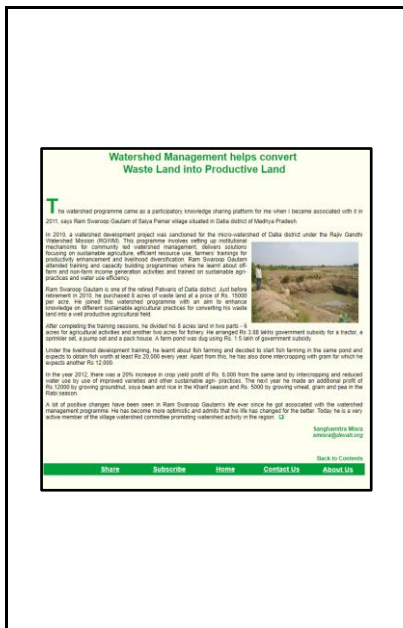 Watershed Management helps convert
Waste Land into Productive Land
The watershed programme came as a participatory knowledge sharing platform for me when I became associated with it in
2011, says Ram Swaroop Gautam of Salya Pamar village situated in Datia district of Madhya Pradesh.
In 2010, a watershed development project was sanctioned for the micro-watershed of Datia district under the Rajiv Gandhi
Watershed Mission (RGWM). This programme involves setting up institutional
mechanisms for community led watershed management, delivers solutions
focusing on sustainable agriculture, efficient resource use, farmers' trainings for
productivity enhancement and livelihood diversification. Ram Swaroop Gautam
attended training and capacity building programmes where he learnt about off-
farm and non-farm income generation activities and trained on sustainable agri-
practices and water use efficiency.
Ram Swaroop Gautam is one of the retired Patwaris of Datia district. Just before
retirement in 2010, he purchased 8 acres of waste land at a price of Rs. 15000
per acre. He joined this watershed programme with an aim to enhance
knowledge on different sustainable agricultural practices for converting his waste
land into a well productive agricultural field.
After completing the training sessions, he divided his 8 acres land in two parts - 6
acres for agricultural activities and another two acres for fishery. He arranged Rs 3.88 lakho government subsidy for a tractor, a
sprinkler set, a pump set and a pack house. A farm pond was dug using Rs. 1.5 lakh of government subsidy.
Under the livelihood development training, he learnt about fish farming and decided to start fish farming in the same pond and
expects to obtain fish worth at least Rs 20,000 every year. Apart from this, he has also done intercropping with gram for which he
expects another Rs 12,000.
In the year 2012, there was a 20% increase in crop yield profit of Rs. 8,000 from the same land by intercropping and reduced
water use by use of improved varieties and other sustainable agri- practices. The next year he made an additional profit of
Rs.12000 by growing groundnut, soya bean and rice in the Kharif season and Rs. 5000 by growing wheat, gram and pea in the
Rabi season.
A lot of positive changes have been seen in Ram Swaroop Gautam's life ever since he got associated with the watershed
management programme. He has become more optimistic and admits that his life has changed for the better. Today he is a very
active member of the village watershed committee promoting watershed activity in the region.
Sanghamitra Misra
smisra@devalt.org
Back to Contents
Share Subscribe Home Contact Us About Us